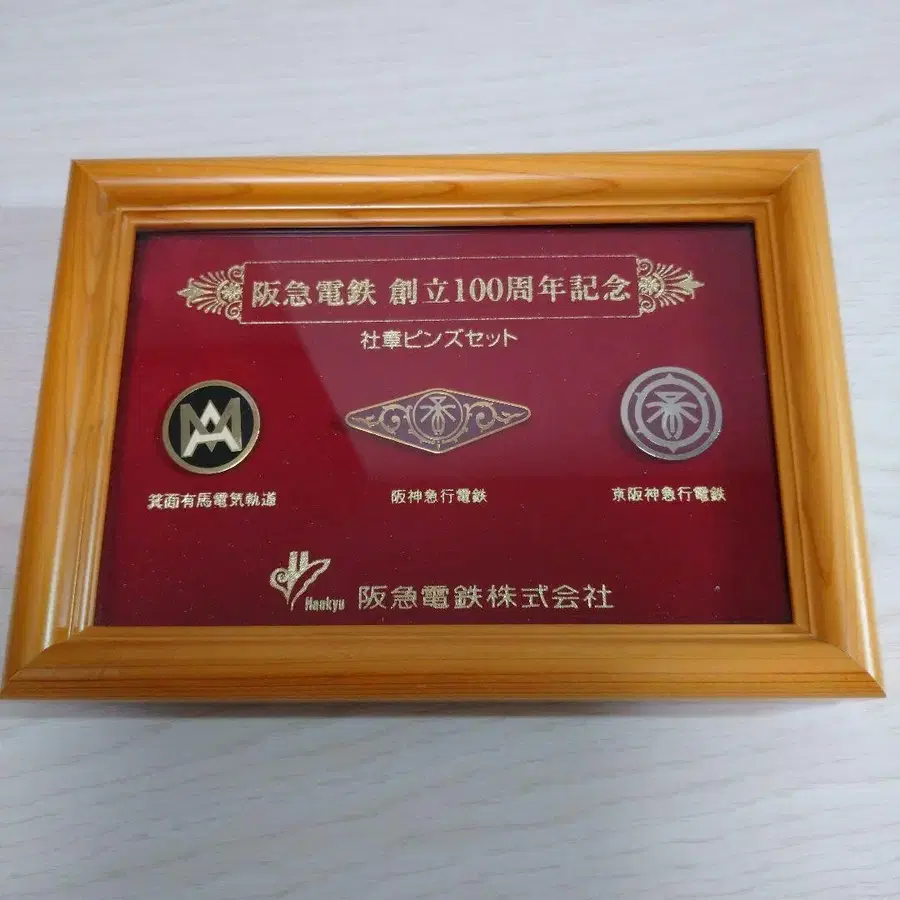 阪急電鉄 創立100周年記念
社章ピンズセット
箕面有馬電気軌道
阪神急行電鉄
京阪神急行電鉄
Hankyu 阪急電鉄株式会社